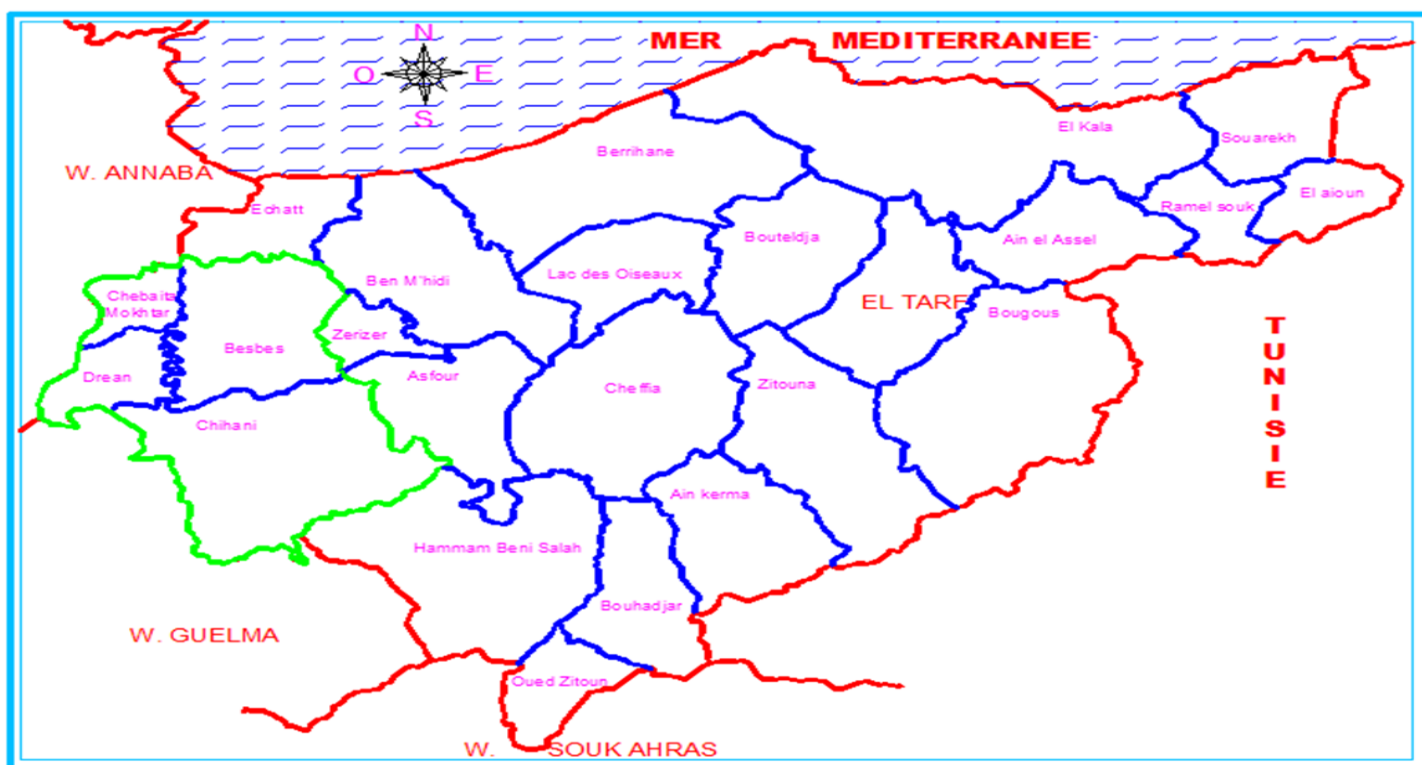 N
MER MEDITERRANEE
O E
S
El Kala
Souarekh
Berrihane
W. ANNABA
El aioun
Ramel souk
Echatt
Bouteldja
Ain el Assel
Lac des Oiseaux
Ben M'hidi
Chebaita
Mokhtar
EL TARF
Bougous
Zerizer
Besbes
Drean
Asfour
Cheffia
Zitouna
Chihani
TUNISIE
Ain kerma
Hammam Beni Salah
Bouhadjar
W. GUELMA
Oued Zitoun
W. SOUK AHRAS